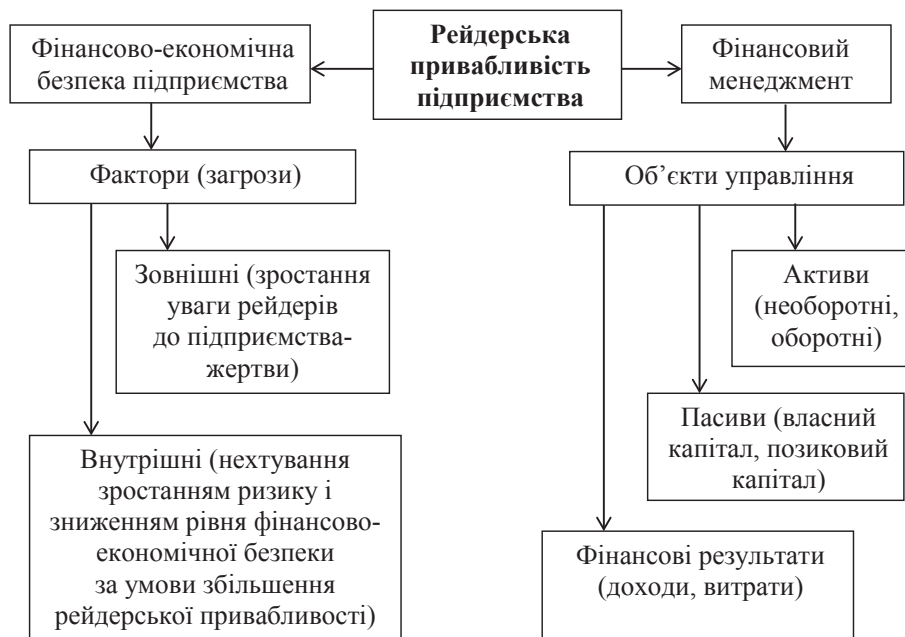 Фінансово-економічна
безпека підприємства
Рейдерська
привабливість
підприємства
Фінансовий
менеджмент
Фактори (загрози)
Об’єкти управління
Зовнішні (зростання
уваги рейдерів
до підприємства-
жертви)
Активи
(необоротні,
оборотні)
Пасиви (власний
капітал, позиковий
капітал)
Внутрішні (нехтування
зростанням ризику і
зниженням рівня фінансово-
економічної безпеки
за умови збільшення
рейдерської привабливості)
Фінансові результати
(доходи, витрати)